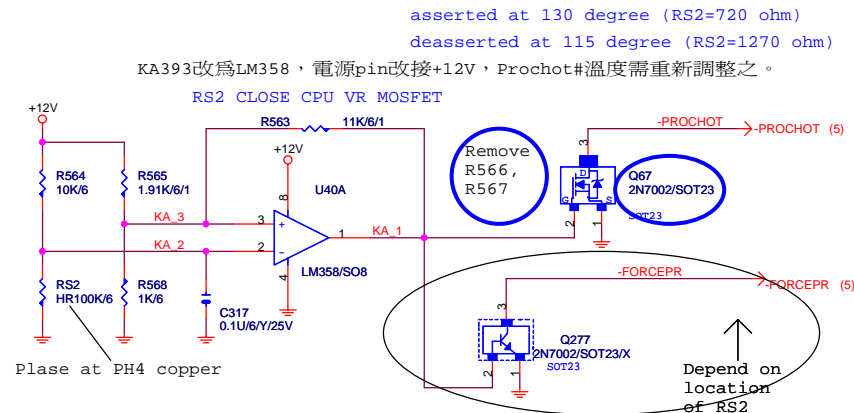 asserted at 130 degree (RS2=720 ohm)
deasserted at 115 degree (RS2=1270 ohm)
KA393改爲LM358，電源pin改接+12V，Prochot#溫度需重新調整之。
RS2 CLOSE CPU VR MOSFET
+12V
R563
11K/6/1
+12V
R564
10K/6
R565
1.91K/6/1
8
U40A
KA_3
3
+
KA_2
2
-
1
KA_1
4
LM358/SO8
RS2
HR100K/6
R568
1K/6
C317
0.1U/6/Y/25V
Plase at PH4 copper
Remove
R566,
R567
3
D
G
S
2
1
Q67
2N7002/SOT23
SOT23
-PROCHOT
-PROCHOT (5)
-FORCEPR
-FORCEPR (5)
3
2
1
Q277
2N7002/SOT23/X
SOT23
Depend on
location
of RS2